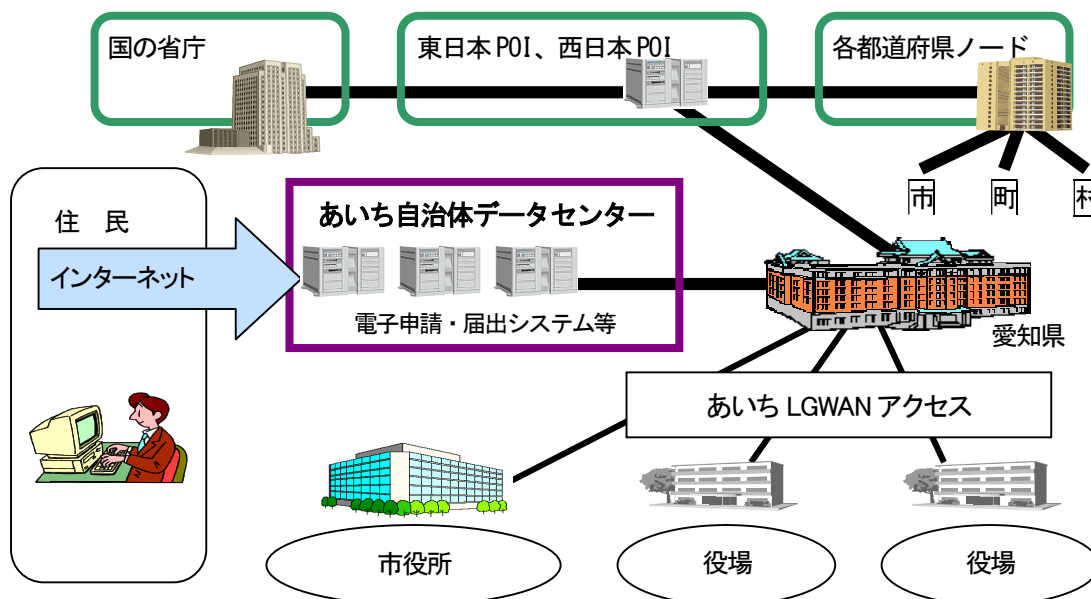 国の省庁
東日本POI、西日本POI
各都道府県ノード
市
町
村
住 民
インターネット
あいち自治体データセンター
電子申請・届出システム等
愛知県
あいち LGWAN アクセス
市役所
役場
役場